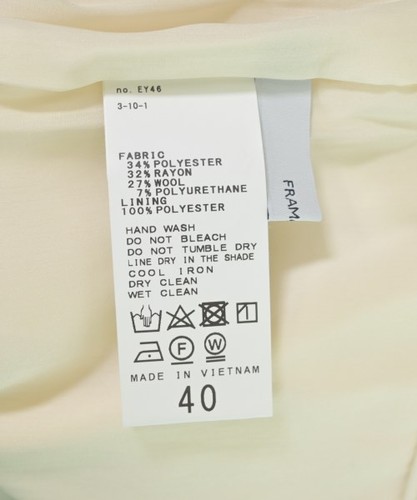 no. EY46
3-10-1
FABRIC
34% POLYESTER
32% RAYON
27% WOOL
7% POLYURETHANE
LINING
100% POLYESTER
HAND WASH
DO NOT BLEACH
DO NOT TUMBLE DRY
LINE DRY IN THE SHADE
COOL IRON
DRY CLEAN
WET CLEAN
F W
MADE IN VIETNAM
40
FRAM